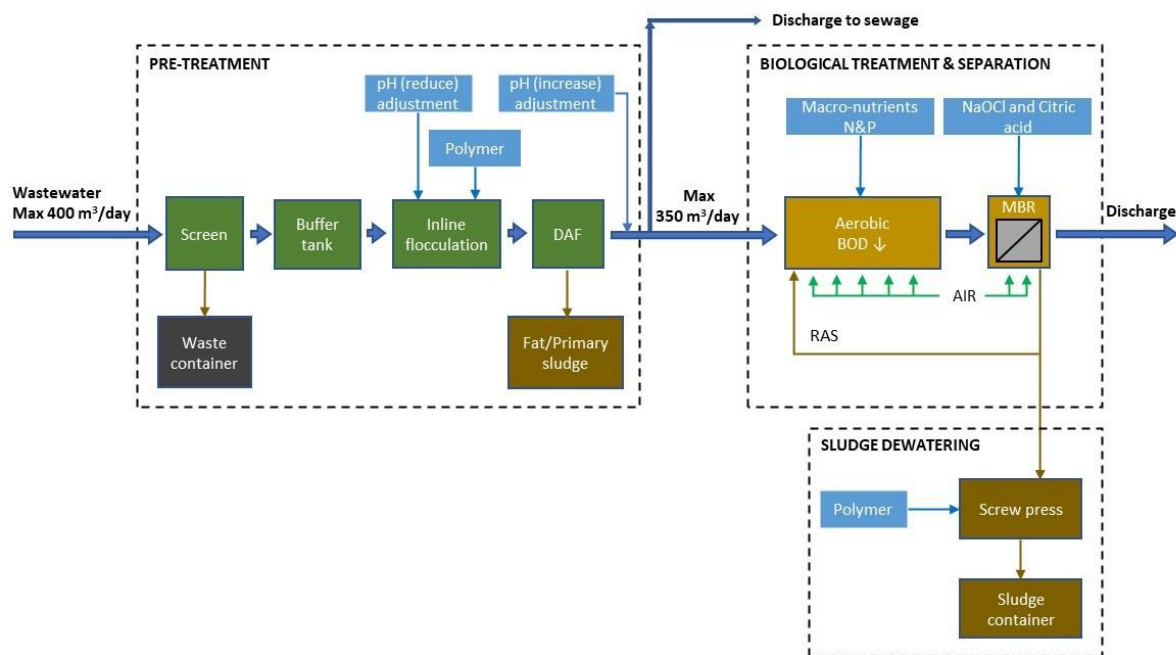 Discharge to sewage
PRE-TREATMENT
BIOLOGICAL TREATMENT & SEPARATION
pH (reduce)
adjustment
pH (increase)
adjustment
Macro-nutrients
N&P
NaOCl and Citric
acid
Polymer
Wastewater
Max 400 m³/day
Screen
Buffer
tank
Inline
flocculation
DAF
Max
350 m³/day
Aerobic
BOD ↓
MBR
Discharge
AIR
RAS
Waste
container
Fat/Primary
sludge
SLUDGE DEWATERING
Polymer
Screw press
Sludge
container